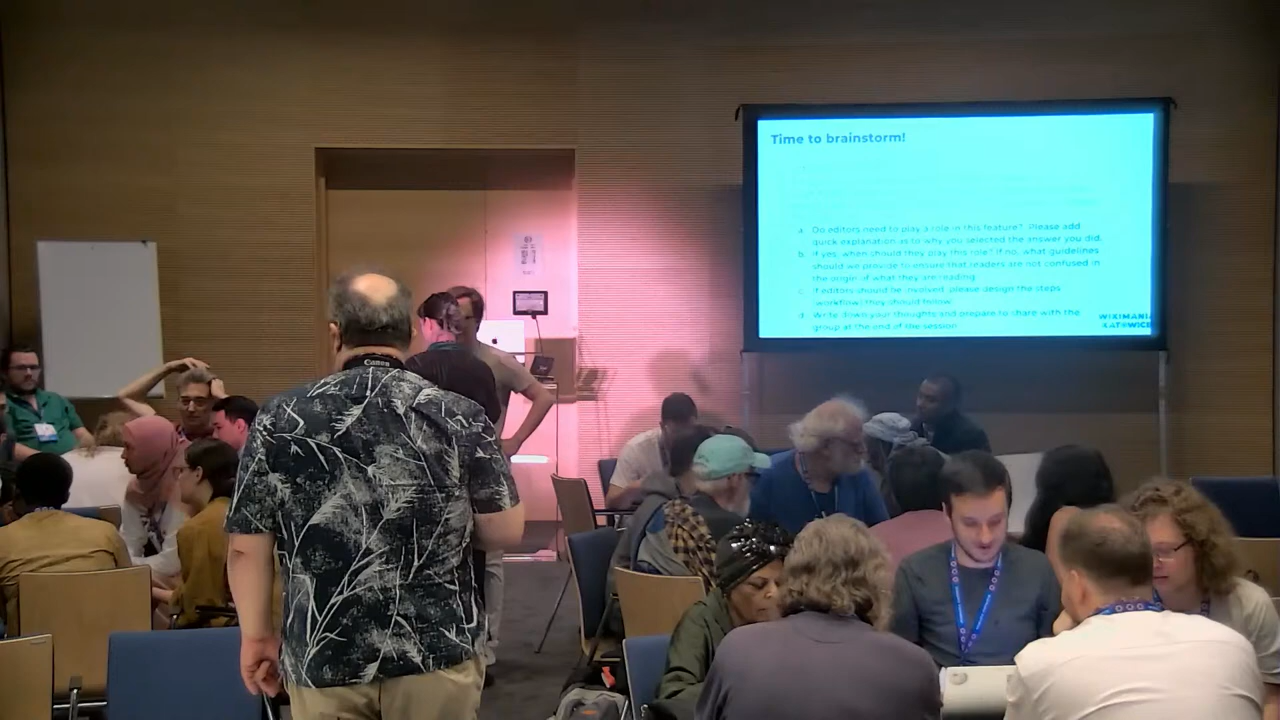 Time to brainstorm!
a. Do editors need to play a role in this feature? Please add
quick explanation as to why you selected the answer you did.
b. If yes, when should they play this role? If no, what guidelines
should we provide to ensure that readers are not confused in
the origin of what they are reading.
c. If editors should be involved, please design the steps
(workflow) they should follow.
d. Write down your thoughts and prepare to share with the
group at the end of the session.
WIKIMANIA
KATOWICE
Canon